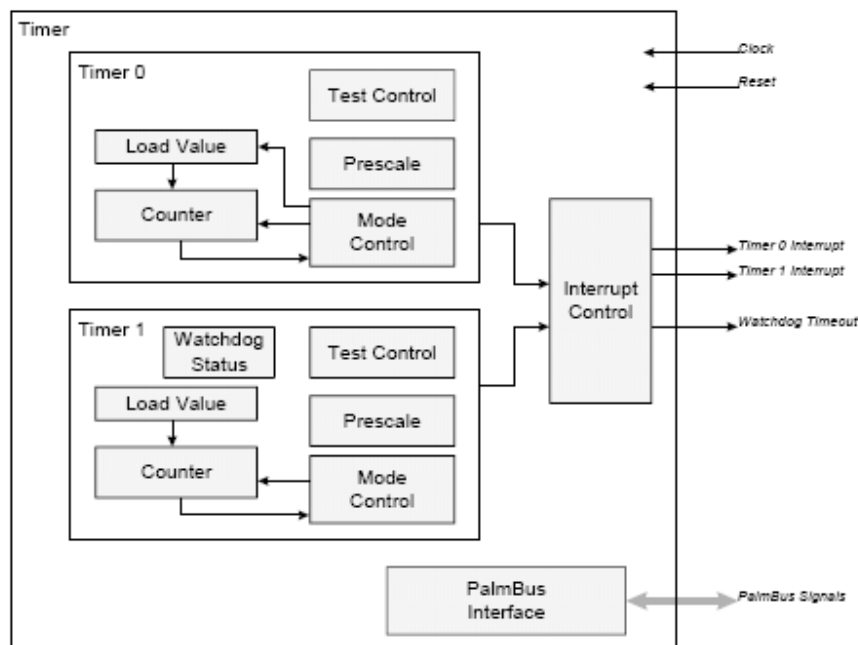 Timer
Clock
Reset
Timer 0
Test Control
Load Value
Prescale
Counter
Mode
Control
Interrupt
Control
Timer 0 Interrupt
Timer 1 Interrupt
Watchdog Timeout
Timer 1
Watchdog
Status
Test Control
Load Value
Prescale
Counter
Mode
Control
PalmBus
Interface
PalmBus Signals